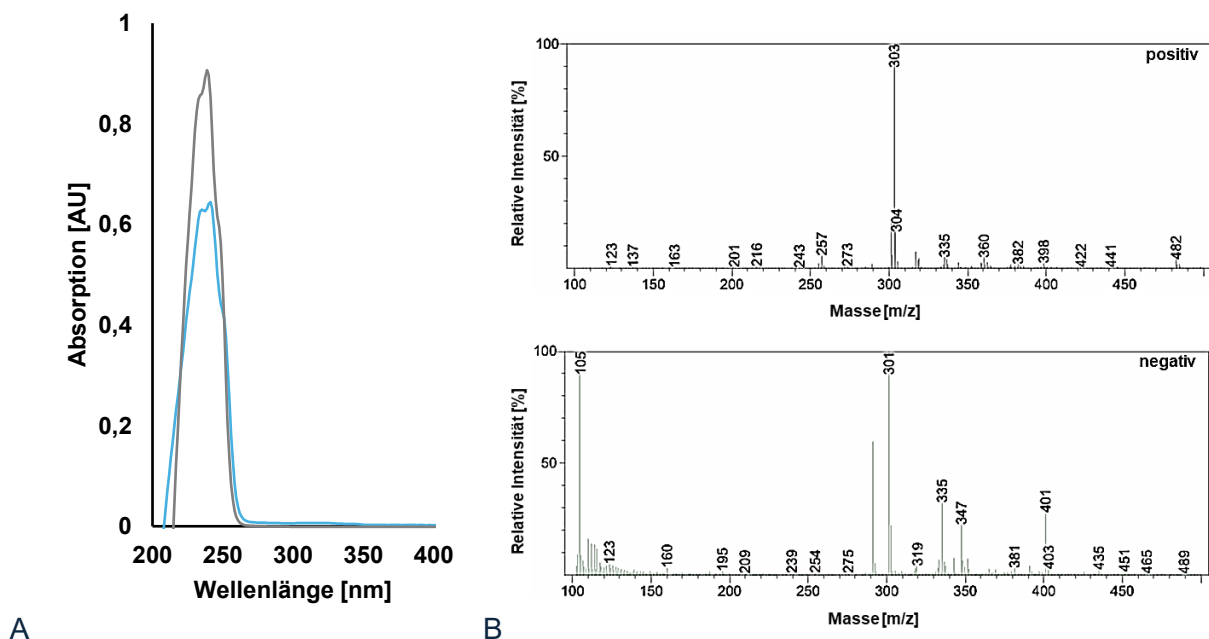 1
0,8
0,6
0,4
0,2
0
200 250 300 350 400
Absorption [AU]
Wellenlänge [nm]
A
positiv
100
50
Relative Intensität [%]
303
304
123 137 163 201 216 243 257 273 335 360 382 398 422 441 482
100 150 200 250 300 350 400 450
Masse [m/z]
negativ
100
50
Relative Intensität [%]
105
301
335
347
401
123 160 195 209 239 254 275 319 381 403 435 451 465 489
100 150 200 250 300 350 400 450
Masse [m/z]
B